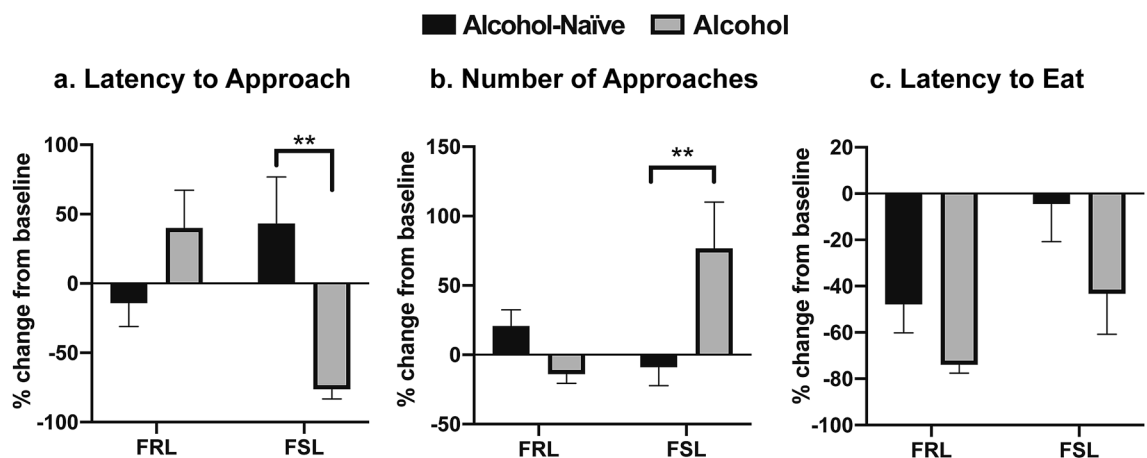 Alcohol-Naïve Alcohol
a. Latency to Approach
% change from baseline
100
50
0
-50
-100
**
FRL FSL
b. Number of Approaches
% change from baseline
150
100
50
0
-50
**
FRL FSL
c. Latency to Eat
% change from baseline
20
0
-20
-40
-60
-80
-100
FRL FSL